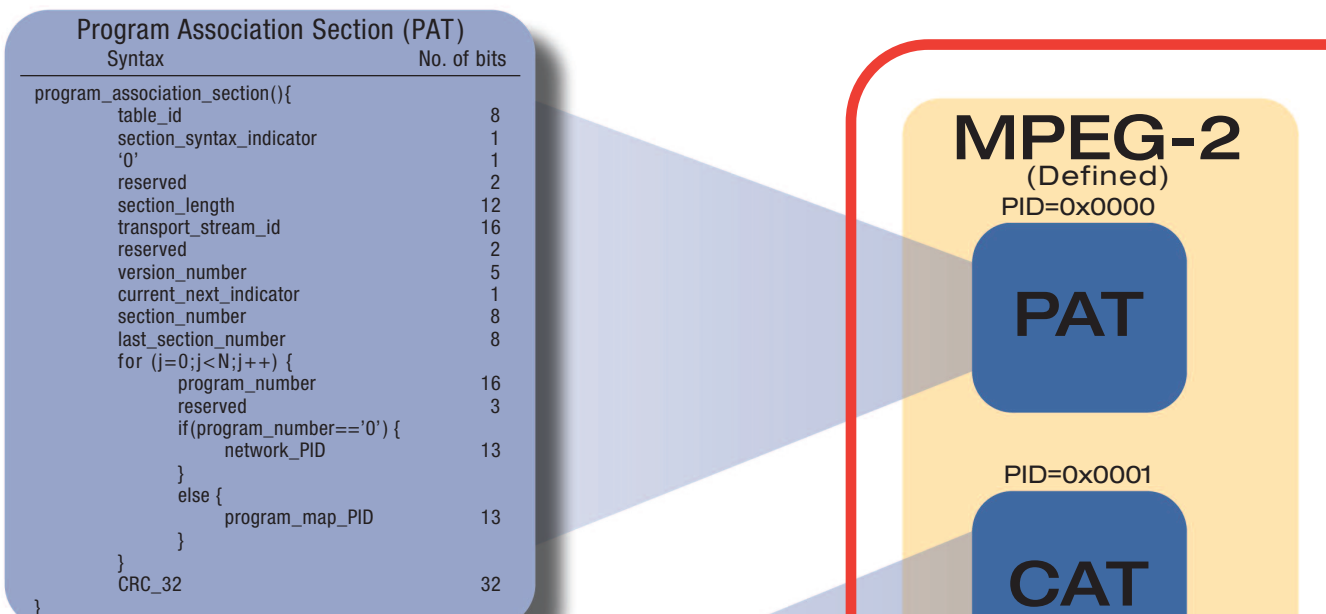 Program Association Section (PAT)
Syntax No. of bits
program_association_section(){
table_id 8
section_syntax_indicator 1
‘0’ 1
reserved 2
section_length 12
transport_stream_id 16
reserved 2
version_number 5
current_next_indicator 1
section_number 8
last_section_number 8
for (j=0;j<N;j++) {
program_number 16
reserved 3
if(program_number==‘0’) {
network_PID 13
}
else {
program_map_PID 13
}
}
CRC_32 32
}
MPEG-2
(Defined)
PID=0x0000
PAT
PID=0x0001
CAT